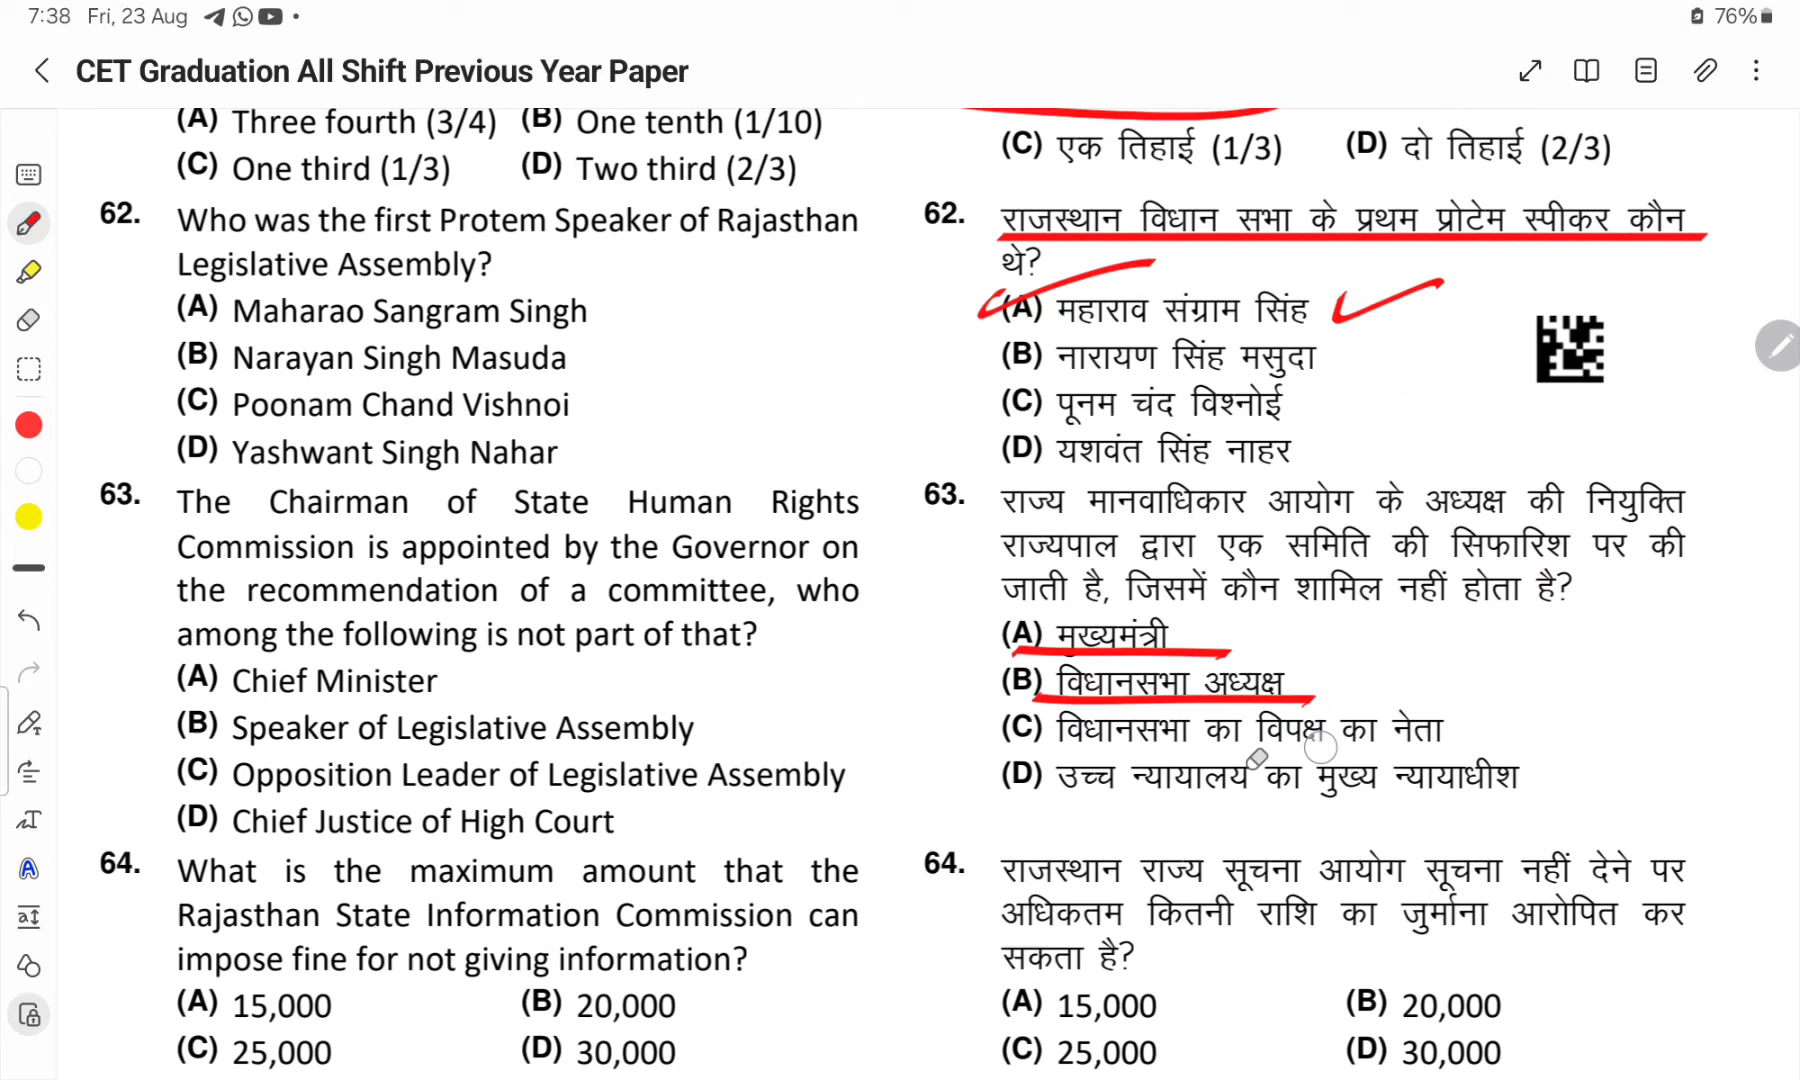 7:38 Fri, 23 Aug
76%
CET Graduation All Shift Previous Year Paper
(A) Three fourth (3/4) (B) One tenth (1/10)
(C) One third (1/3) (D) Two third (2/3)
62. Who was the first Protem Speaker of Rajasthan
Legislative Assembly?
(A) Maharao Sangram Singh
(B) Narayan Singh Masuda
(C) Poonam Chand Vishnoi
(D) Yashwant Singh Nahar
63. The Chairman of State Human Rights
Commission is appointed by the Governor on
the recommendation of a committee, who
among the following is not part of that?
(A) Chief Minister
(B) Speaker of Legislative Assembly
(C) Opposition Leader of Legislative Assembly
(D) Chief Justice of High Court
64. What is the maximum amount that the
Rajasthan State Information Commission can
impose fine for not giving information?
(A) 15,000 (B) 20,000
(C) 25,000 (D) 30,000
(C) एक तिहाई (1/3) (D) दो तिहाई (2/3)
62. राजस्थान विधान सभा के प्रथम प्रोटेम स्पीकर कौन
थे?
(A) महाराव संग्राम सिंह
(B) नारायण सिंह मसुदा
(C) पूनम चंद विश्नोई
(D) यशवंत सिंह नाहर
63. राज्य मानवाधिकार आयोग के अध्यक्ष की नियुक्ति
राज्यपाल द्वारा एक समिति की सिफारिश पर की
जाती है, जिसमें कौन शामिल नहीं होता है?
(A) मुख्यमंत्री
(B) विधानसभा अध्यक्ष
(C) विधानसभा का विपक्ष का नेता
(D) उच्च न्यायालय का मुख्य न्यायाधीश
64. राजस्थान राज्य सूचना आयोग सूचना नहीं देने पर
अधिकतम कितनी राशि का जुर्माना आरोपित कर
सकता है?
(A) 15,000 (B) 20,000
(C) 25,000 (D) 30,000